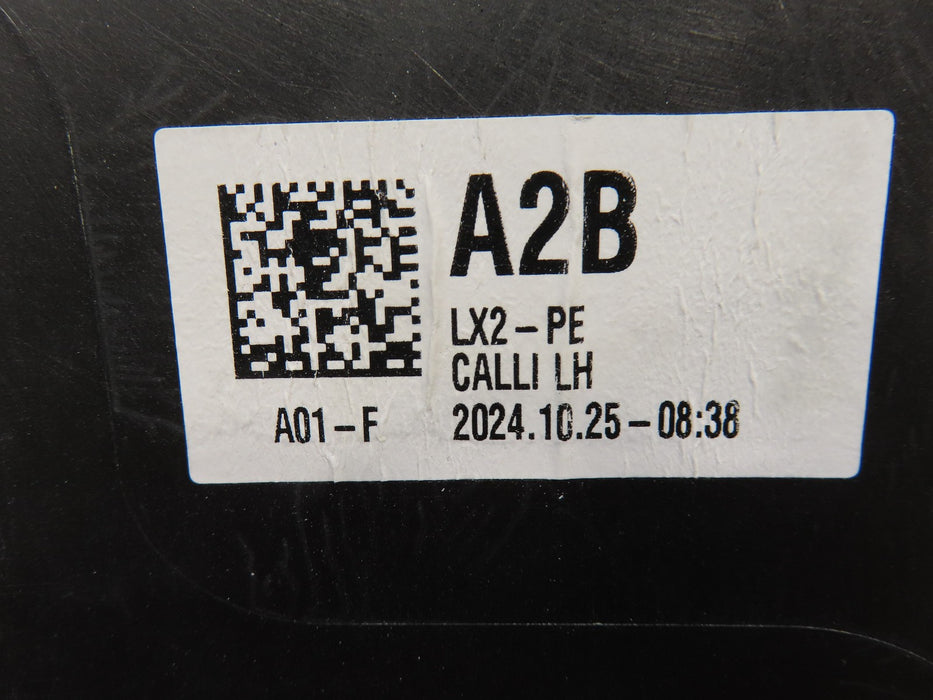 A2B
LX2-PE
CALLI LH
A01-F
2024.10.25-08:38